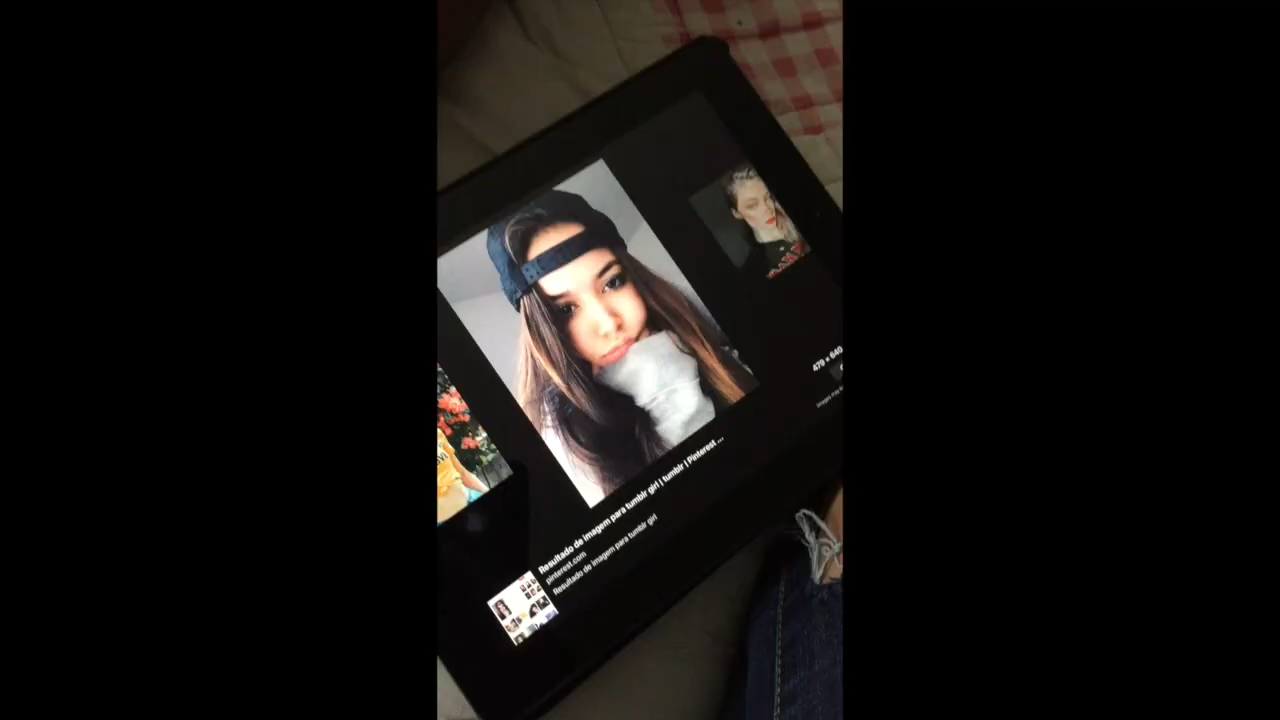 479 × 640
Resultado de imagem para tumblr girl | tumblr | Pinterest ...
pinterest.com
Resultado de imagem para tumblr girl